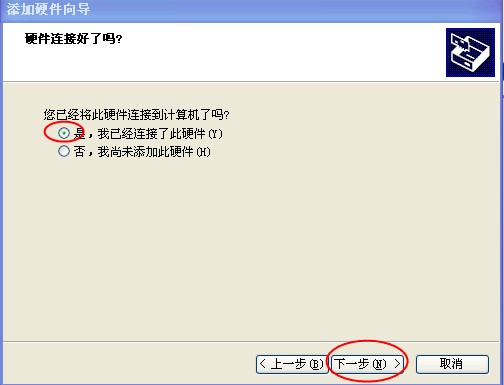 添加硬件向导
硬件连接好了吗?
您已经将此硬件连接到计算机了吗?
是，我已经连接了此硬件(Y)
否，我尚未添加此硬件(H)
< 上一步(B) 下一步(N) > 取消